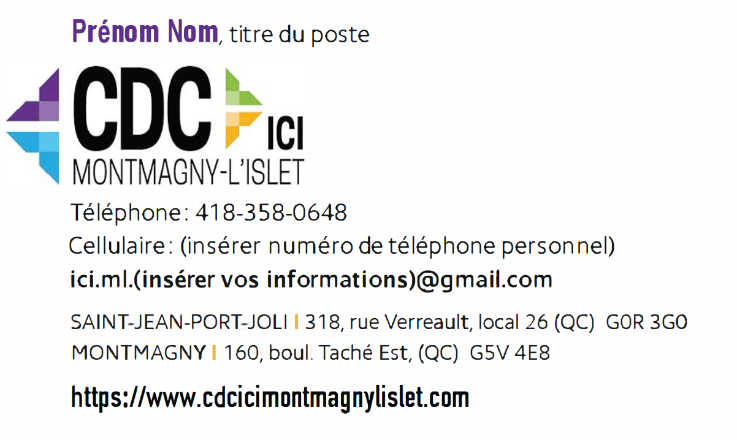 Prénom Nom, titre du poste
CDC ICI
MONTMAGNY-L'ISLET
Téléphone: 418-358-0648
Cellulaire: (insérer numéro de téléphone personnel)
ici.ml.(insérer vos informations)@gmail.com
SAINT-JEAN-PORT-JOLI | 318, rue Verreault, local 26 (QC) G0R 3G0
MONTMAGNY | 160, boul. Taché Est, (QC) G5V 4E8
https://www.cdcicimontmagnylislet.com